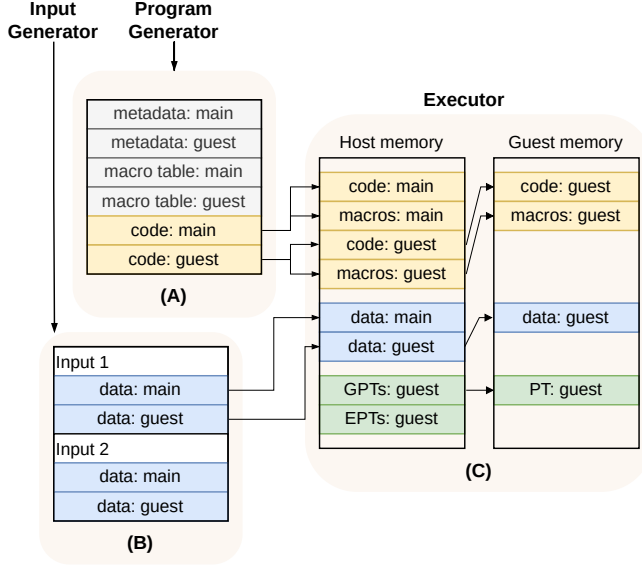 Input
Generator
Program
Generator
metadata: main
metadata: guest
macro table: main
macro table: guest
code: main
code: guest
(A)
Input 1
data: main
data: guest
Input 2
data: main
data: guest
(B)
Executor
Host memory
code: main
macros: main
code: guest
macros: guest
data: main
data: guest
GPTs: guest
EPTs: guest
Guest memory
code: guest
macros: guest
data: guest
PT: guest
(C)